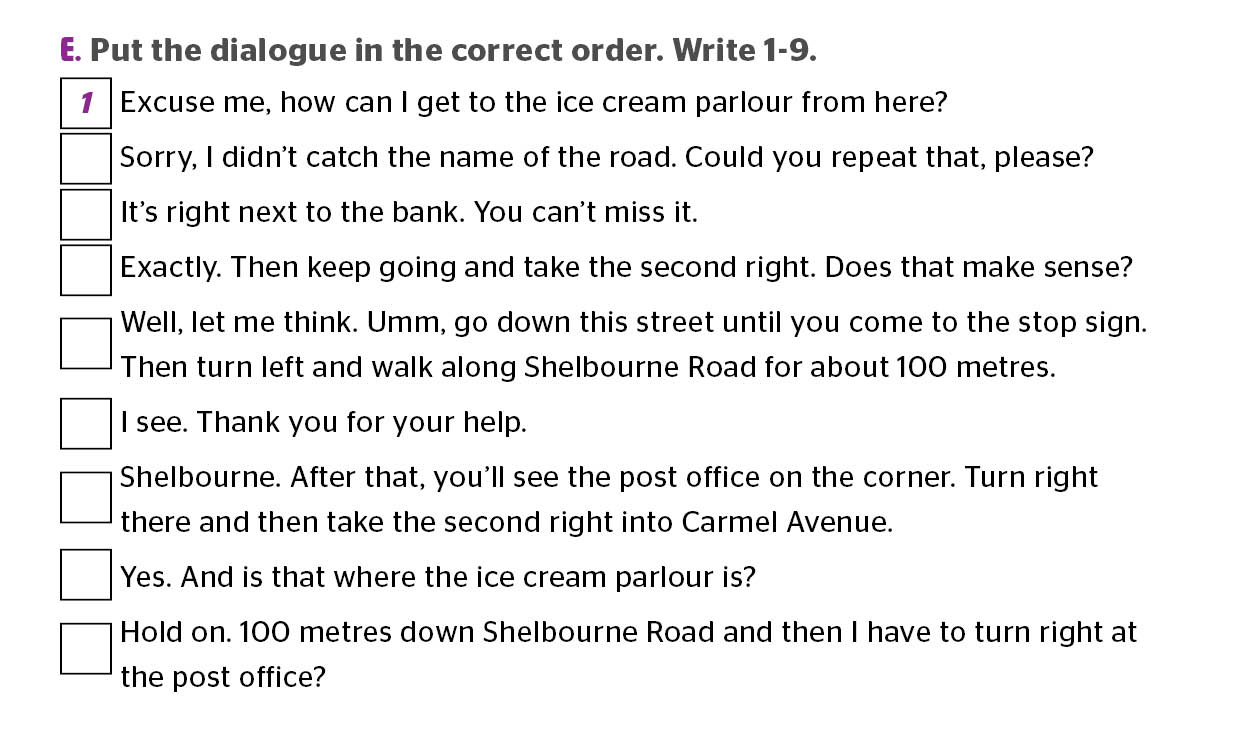 E. Put the dialogue in the correct order. Write 1-9.
1 Excuse me, how can I get to the ice cream parlour from here?
Sorry, I didn’t catch the name of the road. Could you repeat that, please?
It’s right next to the bank. You can’t miss it.
Exactly. Then keep going and take the second right. Does that make sense?
Well, let me think. Umm, go down this street until you come to the stop sign.
Then turn left and walk along Shelbourne Road for about 100 metres.
I see. Thank you for your help.
Shelbourne. After that, you’ll see the post office on the corner. Turn right
there and then take the second right into Carmel Avenue.
Yes. And is that where the ice cream parlour is?
Hold on. 100 metres down Shelbourne Road and then I have to turn right at
the post office?